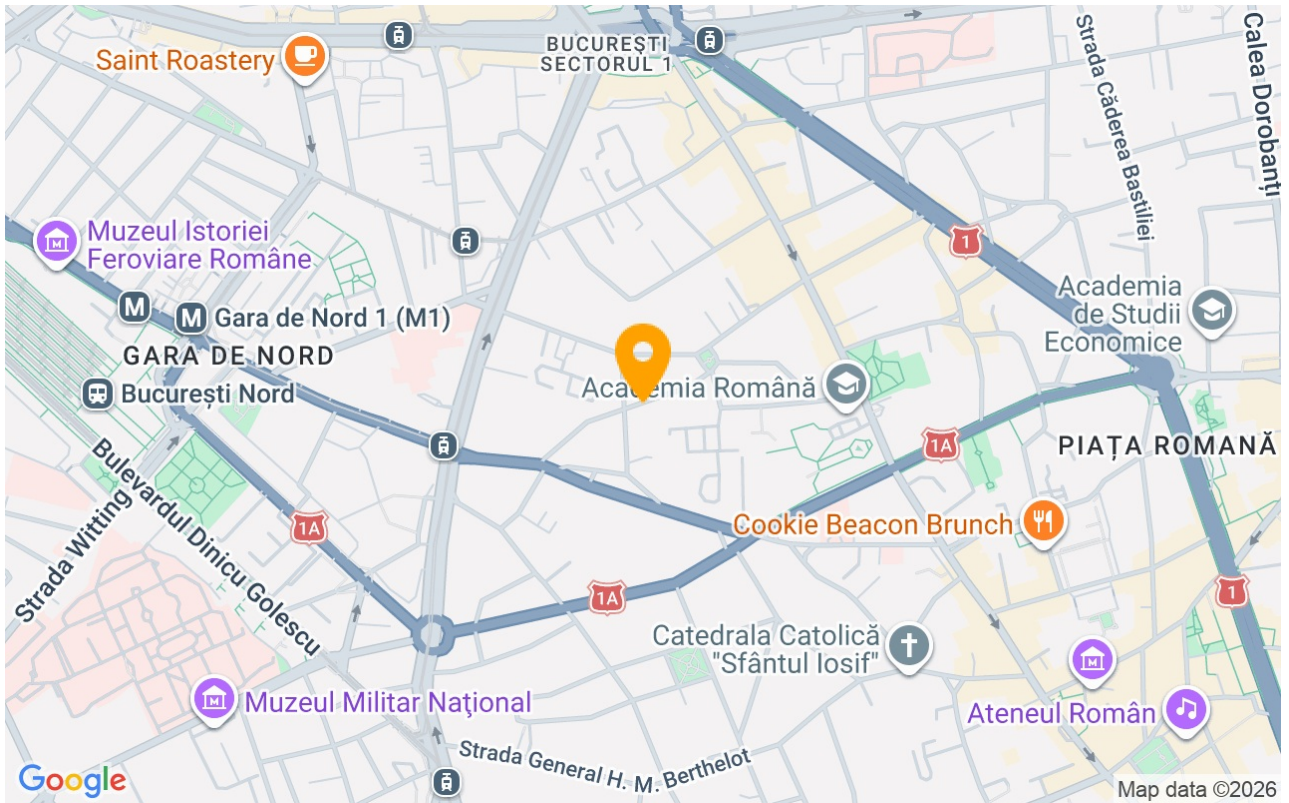 Saint Roastery
BUCUREȘTI
SECTORUL 1
Strada Căderea Bastiliei
Calea Dorobanți
Muzeul Istoriei
Feroviare Române
1
M
M
Gara de Nord 1 (M1)
GARA DE NORD
București Nord
Academia
de Studii
Economice
Academia Română
1A
PIAȚA ROMANĂ
Bulevardul Dinicu Golescu
Strada Witting
1A
Cookie Beacon Brunch
1A
1
Catedrala Catolică
"Sfântul Iosif"
Muzeul Militar Naţional
Ateneul Român
Strada General H. M. Berthelot
Google
Map data ©2026